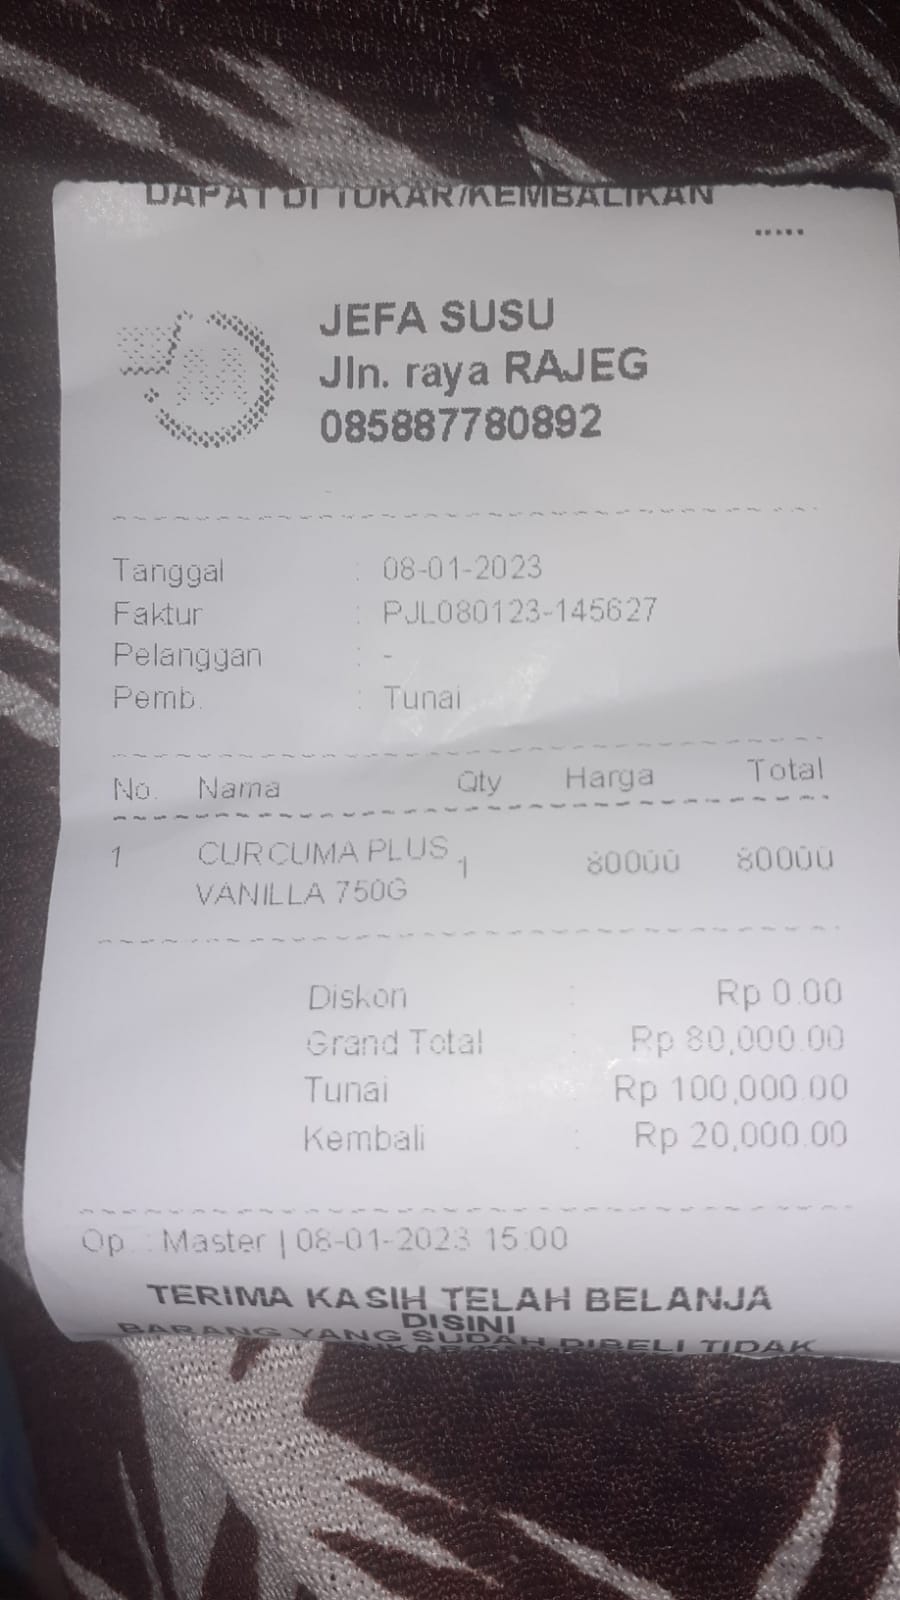 DAPAT DI TUKAR/KEMBALIKAN
.....
JEFA SUSU
Jln. raya RAJEG
085887780892
Tanggal : 08-01-2023
Faktur : PJL080123-145627
Pelanggan : -
Pemb. : Tunai
No. Nama Qty Harga Total
1 CURCUMA PLUS 1 80000 80000
VANILLA 750G
Diskon : Rp 0.00
Grand Total : Rp 80,000.00
Tunai : Rp 100,000.00
Kembali : Rp 20,000.00
Op. : Master | 08-01-2023 15:00
TERIMA KASIH TELAH BELANJA
DISINI
BARANG YANG SUDAH DIBELI TIDAK